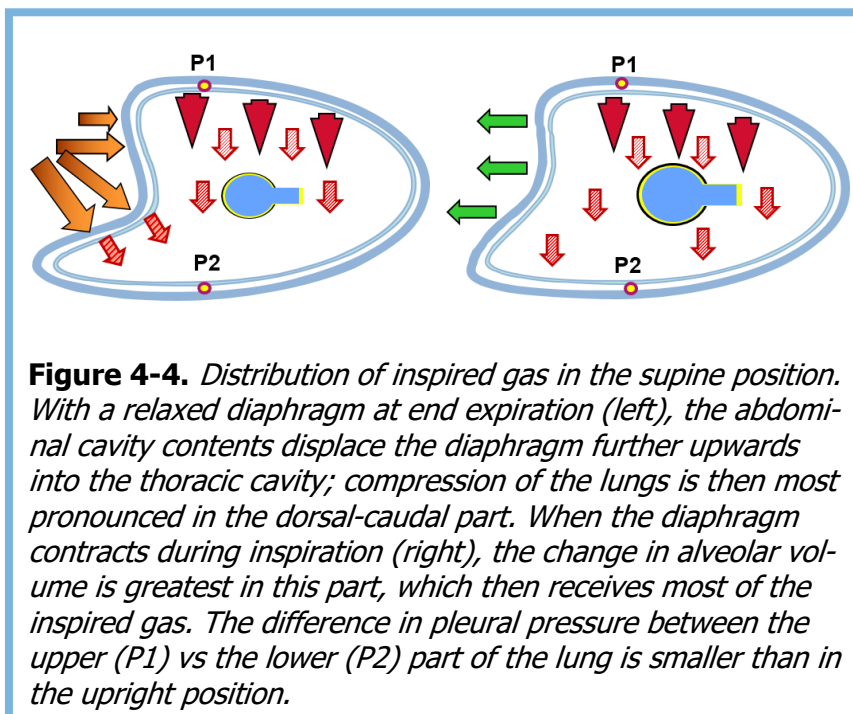 P1 P1
P2 P2
Figure 4-4. Distribution of inspired gas in the supine position.
With a relaxed diaphragm at end expiration (left), the abdomi-
nal cavity contents displace the diaphragm further upwards
into the thoracic cavity; compression of the lungs is then most
pronounced in the dorsal-caudal part. When the diaphragm
contracts during inspiration (right), the change in alveolar vol-
ume is greatest in this part, which then receives most of the
inspired gas. The difference in pleural pressure between the
upper (P1) vs the lower (P2) part of the lung is smaller than in
the upright position.